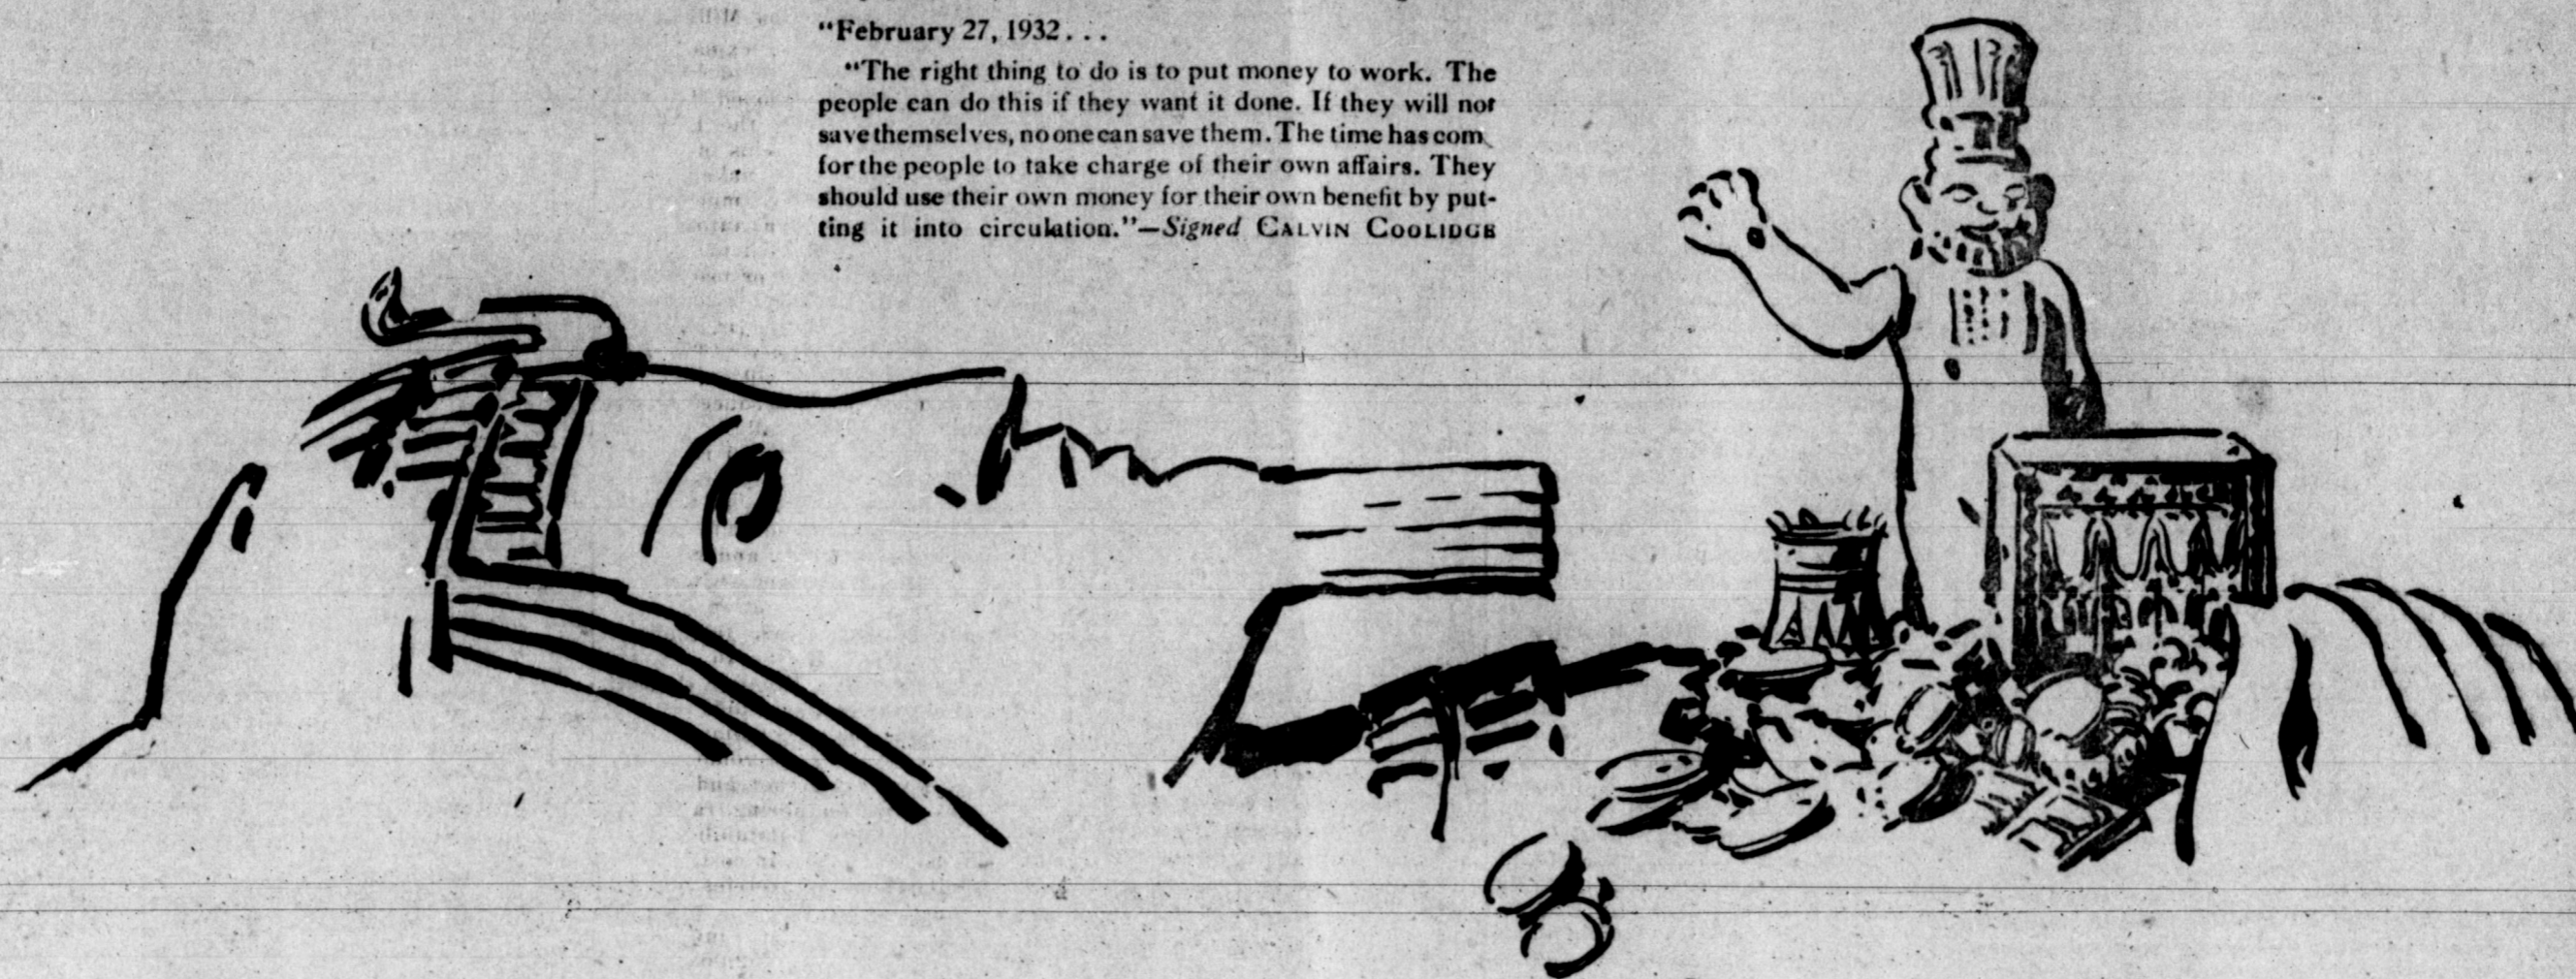 "February 27, 1932...
"The right thing to do is to put money to work. The
people can do this if they want it done. If they will not
save themselves, no one can save them. The time has com
for the people to take charge of their own affairs. They
should use their own money for their own benefit by put-
ting it into circulation."—Signed CALVIN COOLIDGE